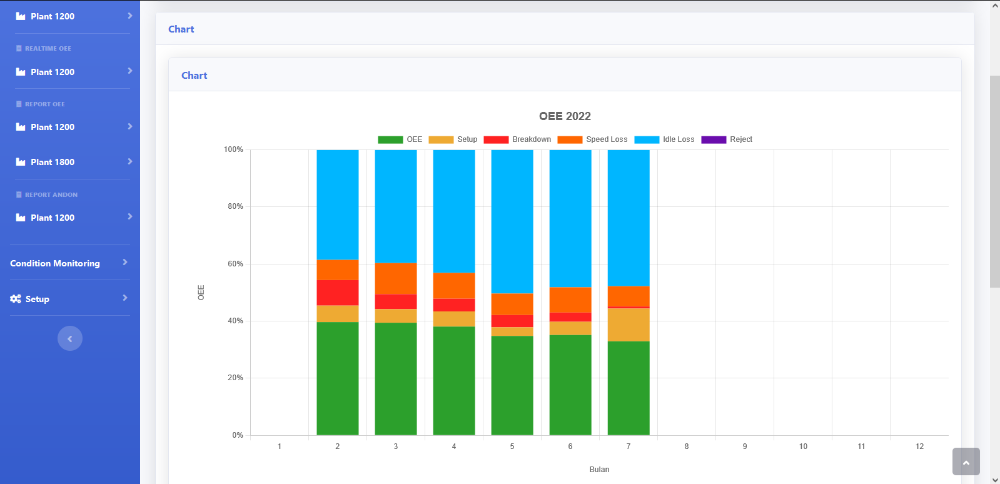 Plant 1200
REALTIME OEE
Plant 1200
REPORT OEE
Plant 1200
Plant 1800
REPORT ANDON
Plant 1200
Condition Monitoring
Setup
Chart
Chart
OEE 2022
OEE Setup Breakdown Speed Loss Idle Loss Reject
100%
80%
60%
40%
20%
0%
OEE
1 2 3 4 5 6 7 8 9 10 11 12
Bulan